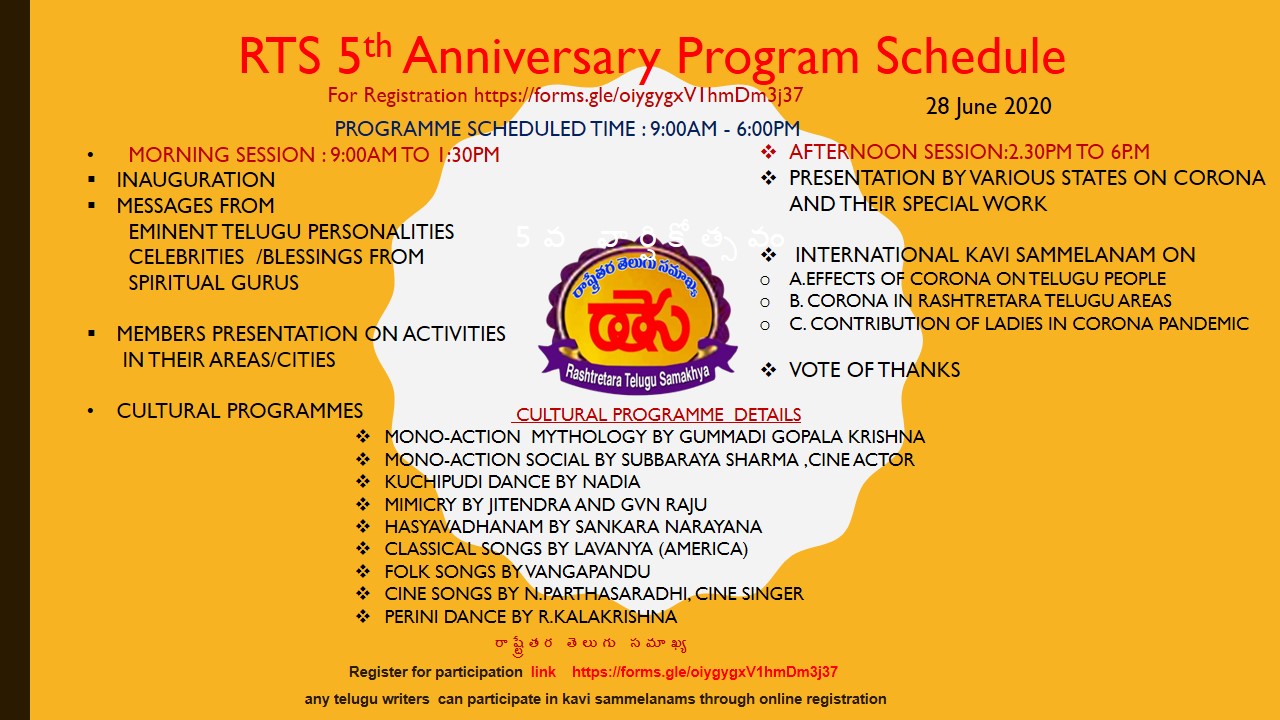 RTS 5th Anniversary Program Schedule
For Registration https://forms.gle/oiygygxV1hmDm3j37
28 June 2020
PROGRAMME SCHEDULED TIME : 9:00AM - 6:00PM
• MORNING SESSION : 9:00AM TO 1:30PM
▪ INAUGURATION
▪ MESSAGES FROM
EMINENT TELUGU PERSONALITIES
CELEBRITIES /BLESSINGS FROM
SPIRITUAL GURUS
▪ MEMBERS PRESENTATION ON ACTIVITIES
IN THEIR AREAS/CITIES
• CULTURAL PROGRAMMES
❖ AFTERNOON SESSION:2.30PM TO 6P.M
❖ PRESENTATION BY VARIOUS STATES ON CORONA
AND THEIR SPECIAL WORK
❖ INTERNATIONAL KAVI SAMMELANAM ON
o A.EFFECTS OF CORONA ON TELUGU PEOPLE
o B. CORONA IN RASHTRETARA TELUGU AREAS
o C. CONTRIBUTION OF LADIES IN CORONA PANDEMIC
❖ VOTE OF THANKS
5 వ వార్షికోత్సవం
రాష్ట్రేతర తెలుగు సమాఖ్య
రాసే
Rashtretara Telugu Samakhya
CULTURAL PROGRAMME DETAILS
❖ MONO-ACTION MYTHOLOGY BY GUMMADI GOPALA KRISHNA
❖ MONO-ACTION SOCIAL BY SUBBARAYA SHARMA ,CINE ACTOR
❖ KUCHIPUDI DANCE BY NADIA
❖ MIMICRY BY JITENDRA AND GVN RAJU
❖ HASYAVADHANAM BY SANKARA NARAYANA
❖ CLASSICAL SONGS BY LAVANYA (AMERICA)
❖ FOLK SONGS BY VANGAPANDU
❖ CINE SONGS BY N.PARTHASARADHI, CINE SINGER
❖ PERINI DANCE BY R.KALAKRISHNA
రాష్ట్రేతర తెలుగు సమాఖ్య
Register for participation link https://forms.gle/oiygygxV1hmDm3j37
any telugu writers can participate in kavi sammelanams through online registration